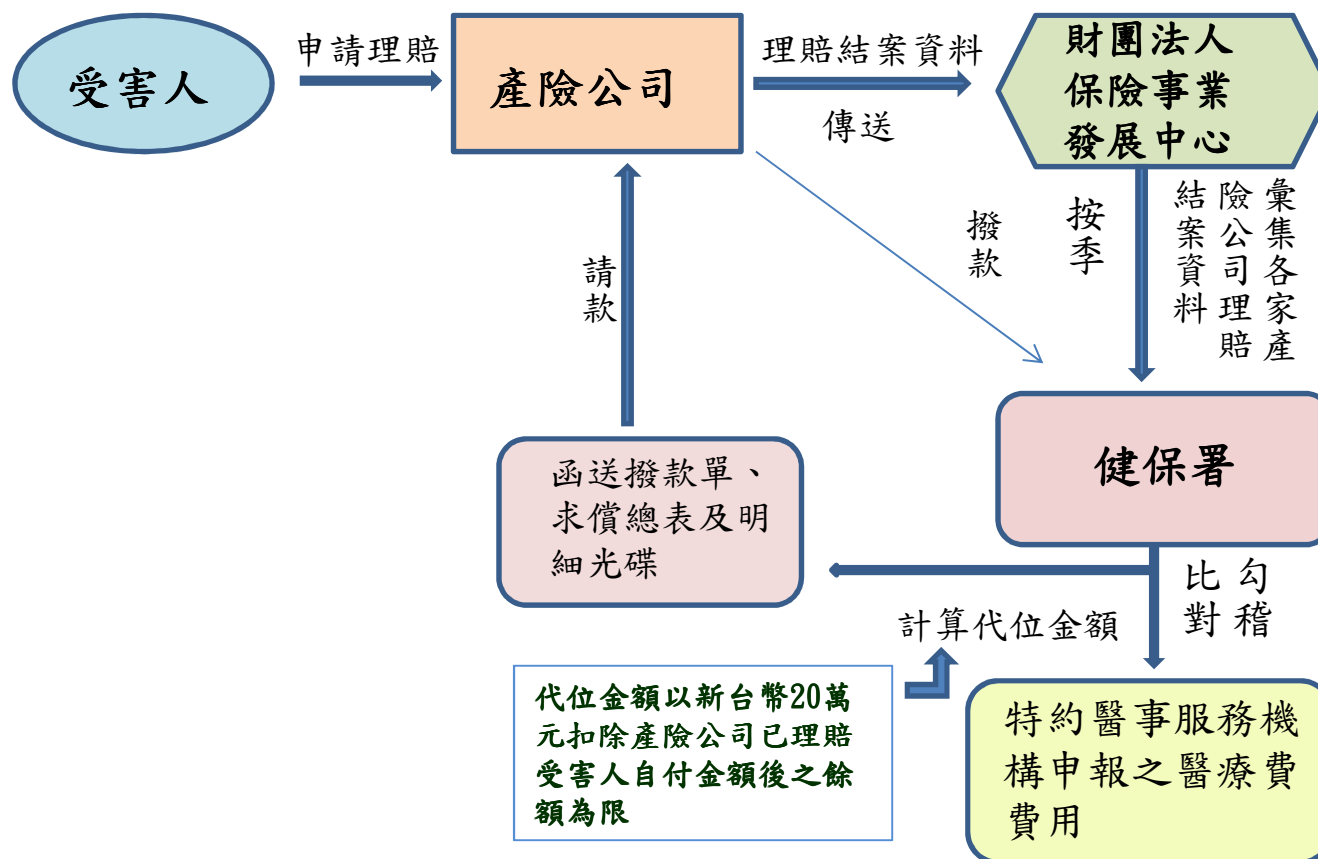 受害人
申請理賠
產險公司
理賠結案資料
傳送
財團法人
保險事業
發展中心
撥款
按季
彙集各家產
險公司理賠
結案資料
請款
健保署
函送撥款單、
求償總表及明
細光碟
勾稽
比對
計算代位金額
代位金額以新台幣20萬
元扣除產險公司已理賠
受害人自付金額後之餘
額為限
特約醫事服務機
構申報之醫療費
費用